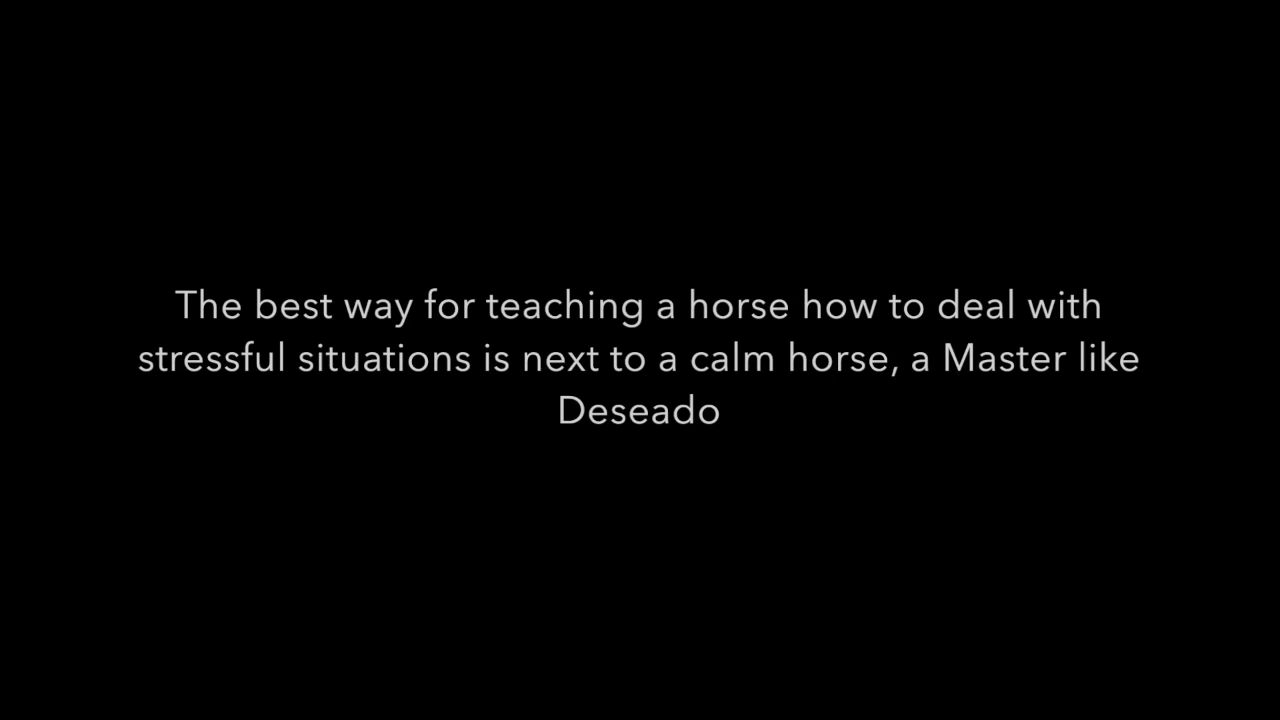 The best way for teaching a horse how to deal with
stressful situations is next to a calm horse, a Master like
Deseado